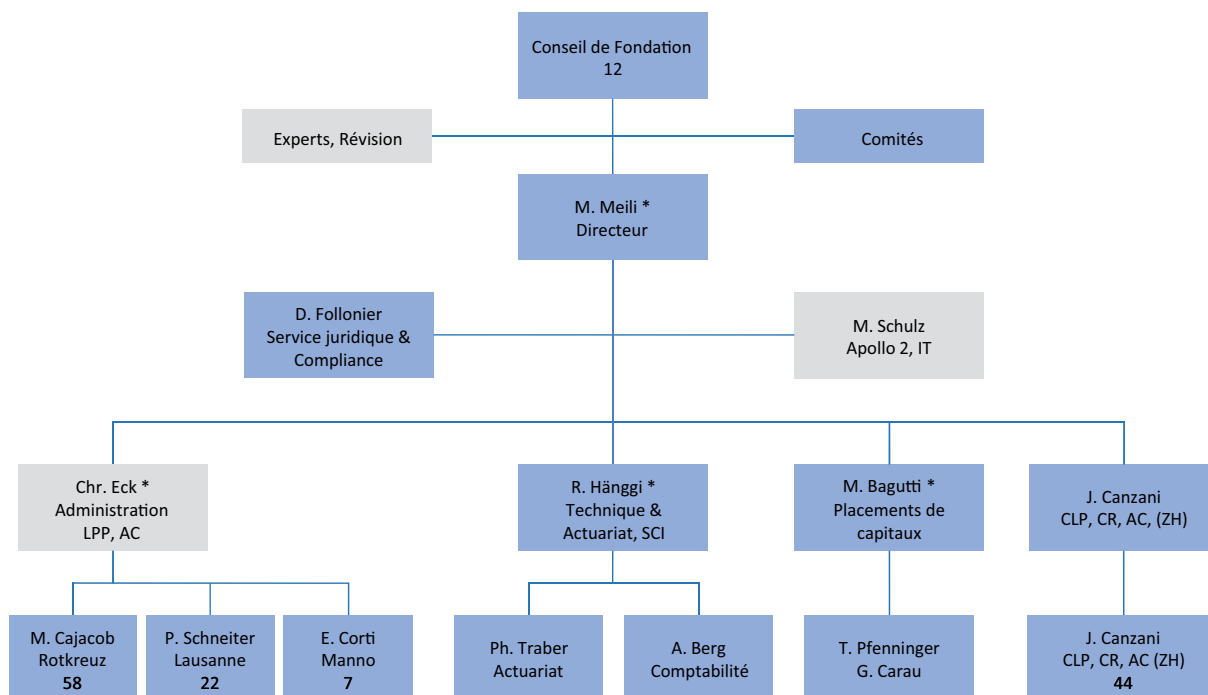 Conseil de Fondation
12
Experts, Révision
Comités
M. Meili *
Directeur
D. Follonier
Service juridique &
Compliance
M. Schulz
Apollo 2, IT
Chr. Eck *
Administration
LPP, AC
R. Hänggi *
Technique &
Actuariat, SCI
M. Bagutti *
Placements de
capitaux
J. Canzani
CLP, CR, AC, (ZH)
M. Cajacob
Rotkreuz
58
P. Schneiter
Lausanne
22
E. Corti
Manno
7
Ph. Traber
Actuariat
A. Berg
Comptabilité
T. Pfenninger
G. Carau
J. Canzani
CLP, CR, AC (ZH)
44